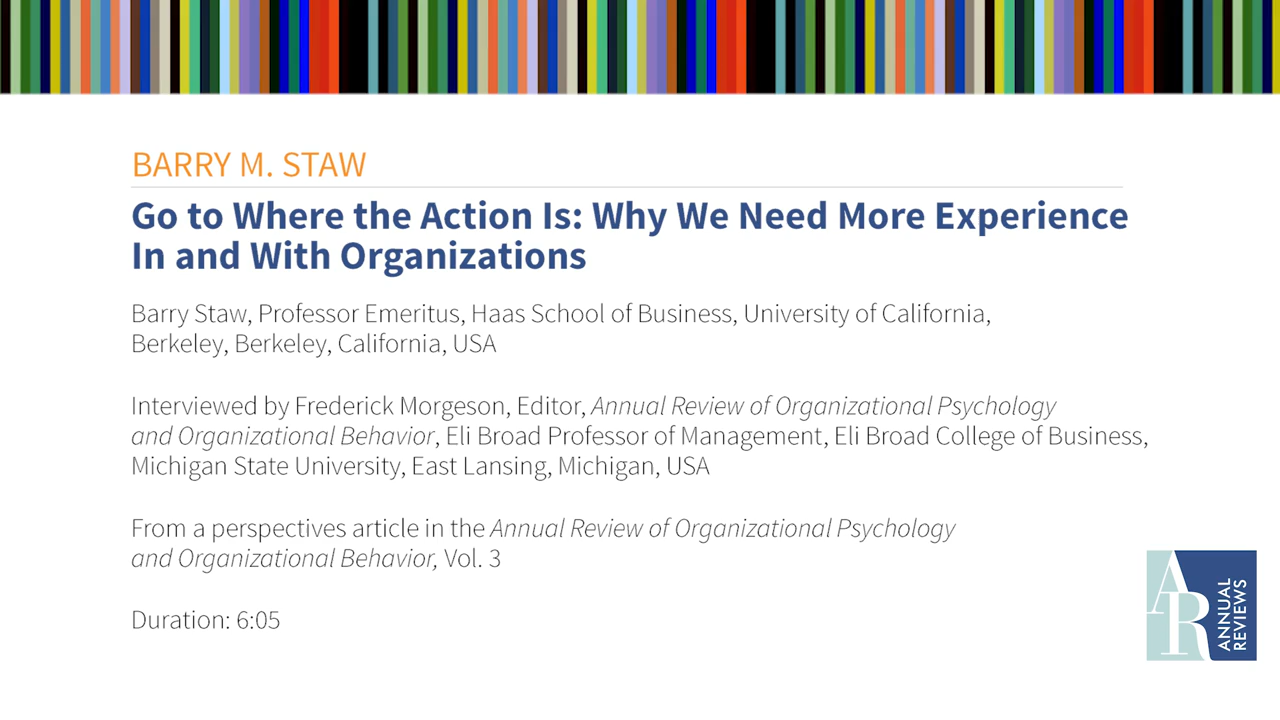 BARRY M. STAW
Go to Where the Action Is: Why We Need More Experience
In and With Organizations
Barry Staw, Professor Emeritus, Haas School of Business, University of California,
Berkeley, Berkeley, California, USA
Interviewed by Frederick Morgeson, Editor, Annual Review of Organizational Psychology
and Organizational Behavior, Eli Broad Professor of Management, Eli Broad College of Business,
Michigan State University, East Lansing, Michigan, USA
From a perspectives article in the Annual Review of Organizational Psychology
and Organizational Behavior, Vol. 3
Duration: 6:05
AR
ANNUAL
REVIEWS